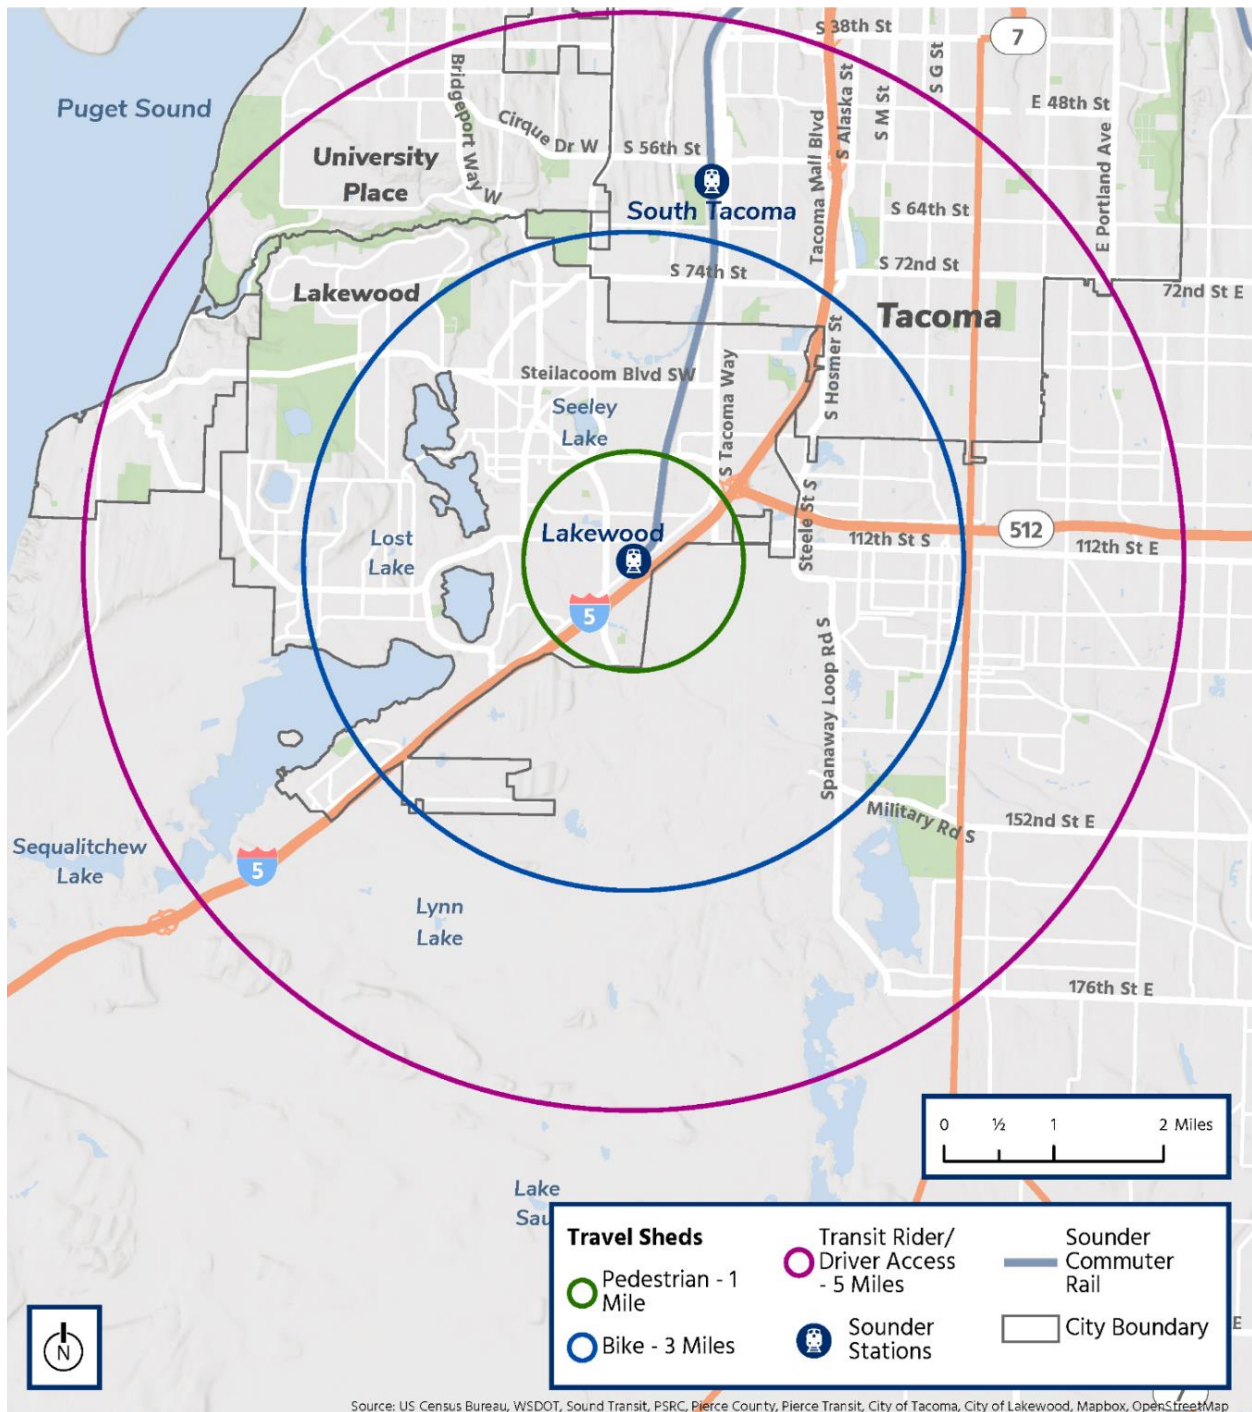 S 38th St
7
S G St
Puget Sound
Bridgeport Way W
Cirque Dr W
S 56th St
Tacoma Mall Blvd
S Alaska St
S M St
E 48th St
E Portland Ave
University
Place
South Tacoma
S 64th St
S 74th St
S 72nd St
72nd St E
Lakewood
Tacoma
Steilacoom Blvd SW
S Tacoma Way
S Hosmer St
Seeley
Lake
Lost
Lake
Lakewood
5
Steele St S
512
112th St S
112th St E
Spanaway Loop Rd S
Military Rd S
152nd St E
Sequalitchew
Lake
5
Lynn
Lake
176th St E
0 ½ 1 2 Miles
Lake
Travel Sheds
Pedestrian - 1
Mile
Bike - 3 Miles
Transit Rider/
Driver Access
- 5 Miles
Sounder
Stations
Sounder
Commuter
Rail
City Boundary
E
N
7
Source: US Census Bureau, WSDOT, Sound Transit, PSRC, Pierce County, Pierce Transit, City of Tacoma, City of Lakewood, Mapbox, OpenStreetMap